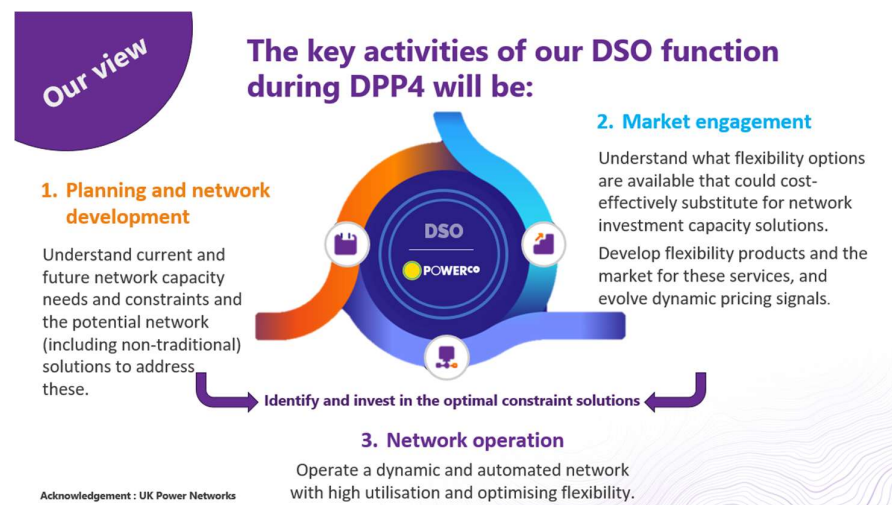 Our view
The key activities of our DSO function
during DPP4 will be:
1. Planning and network
development
Understand current and
future network capacity
needs and constraints and
the potential network
(including non-traditional)
solutions to address
these.
DSO
POWERCO
2. Market engagement
Understand what flexibility options
are available that could cost-
effectively substitute for network
investment capacity solutions.
Develop flexibility products and the
market for these services, and
evolve dynamic pricing signals.
Identify and invest in the optimal constraint solutions
3. Network operation
Operate a dynamic and automated network
with high utilisation and optimising flexibility.
Acknowledgement : UK Power Networks